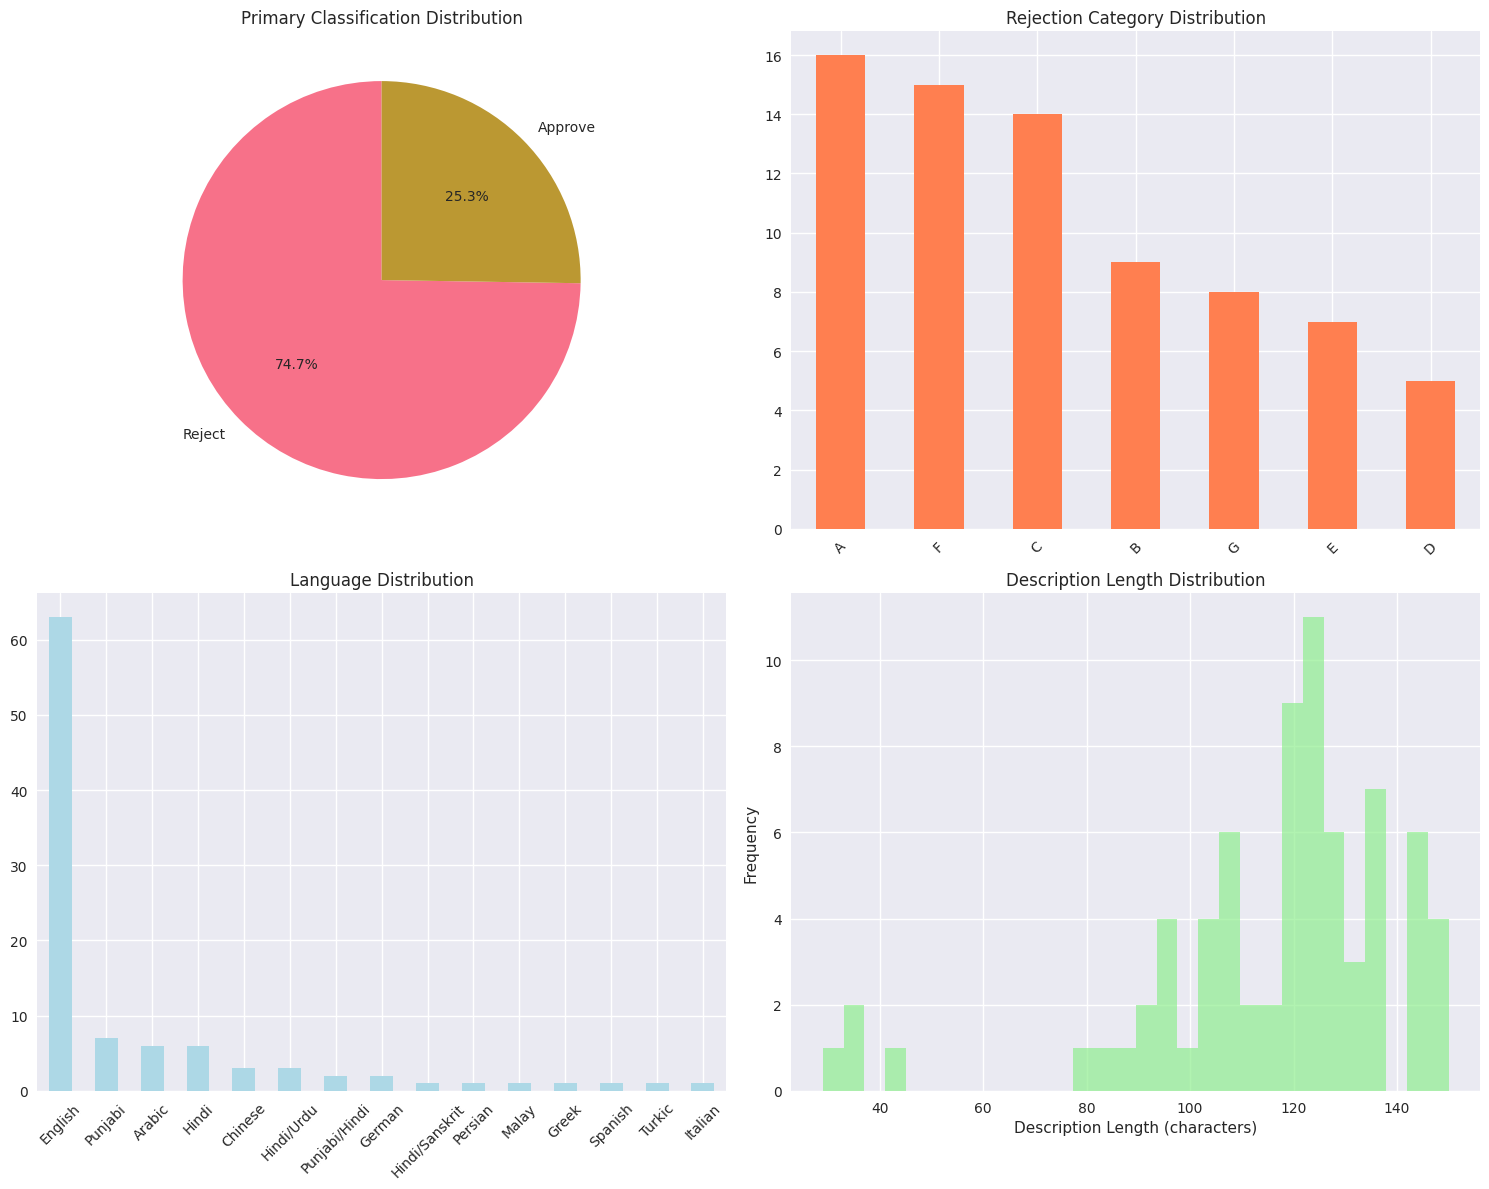 Primary Classification Distribution
Approve
25.3%
74.7%
Reject
Rejection Category Distribution
16
14
12
10
8
6
4
2
0
A
F
C
B
G
E
D
Language Distribution
60
50
40
30
20
10
0
English
Punjabi
Arabic
Hindi
Chinese
Hindi/Urdu
Punjabi/Hindi
German
Hindi/Sanskrit
Persian
Malay
Greek
Spanish
Turkic
Italian
Description Length Distribution
Frequency
10
8
6
4
2
0
40
60
80
100
120
140
Description Length (characters)